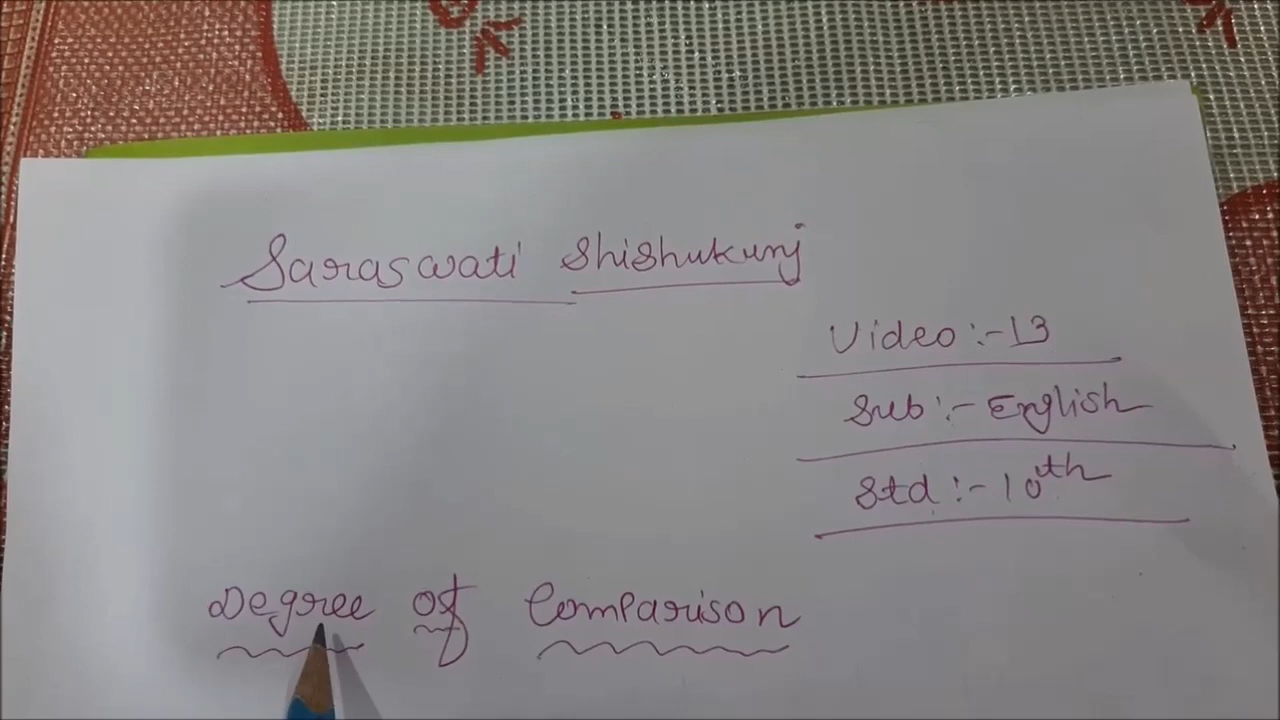 Saraswati Shishukunj
Video :- 13
Sub :- English
Std :- 10th
Degree of Comparison